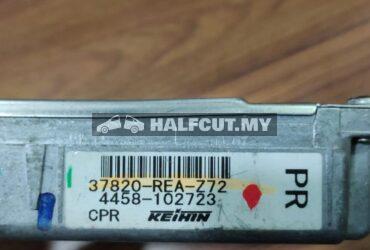 HALFCUT.MY
37820-REA-Z72
4458-102723
CPR KEIHIN
PR